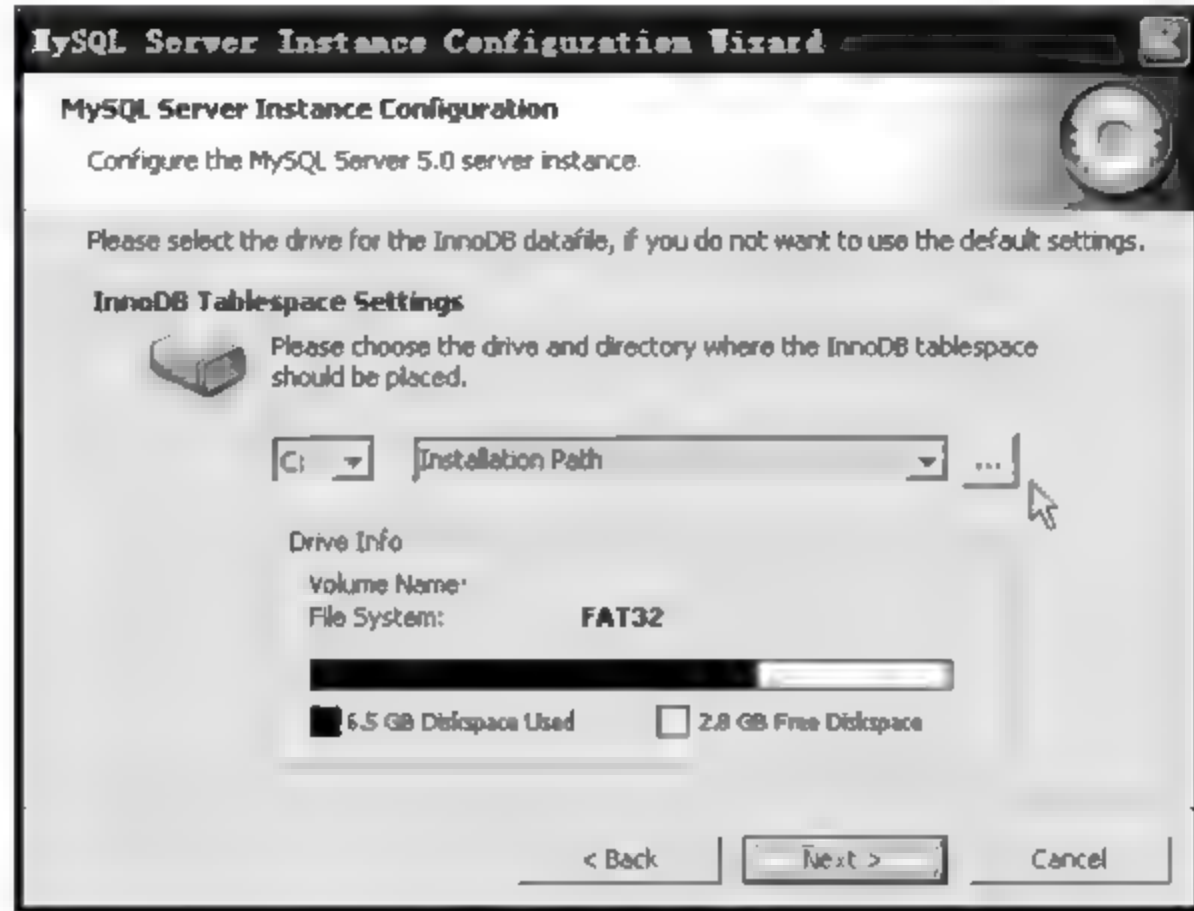 MySQL Server Instance Configuration Wizard
MySQL Server Instance Configuration
Configure the MySQL Server 5.0 server instance.
Please select the drive for the InnoDB datafile, if you do not want to use the default settings.
InnoDB Tablespace Settings
Please choose the drive and directory where the InnoDB tablespace
should be placed.
C: Installation Path ...
Drive Info
Volume Name:
File System: FAT32
6.5 GB Diskspace Used 2.8 GB Free Diskspace
< Back Next > Cancel